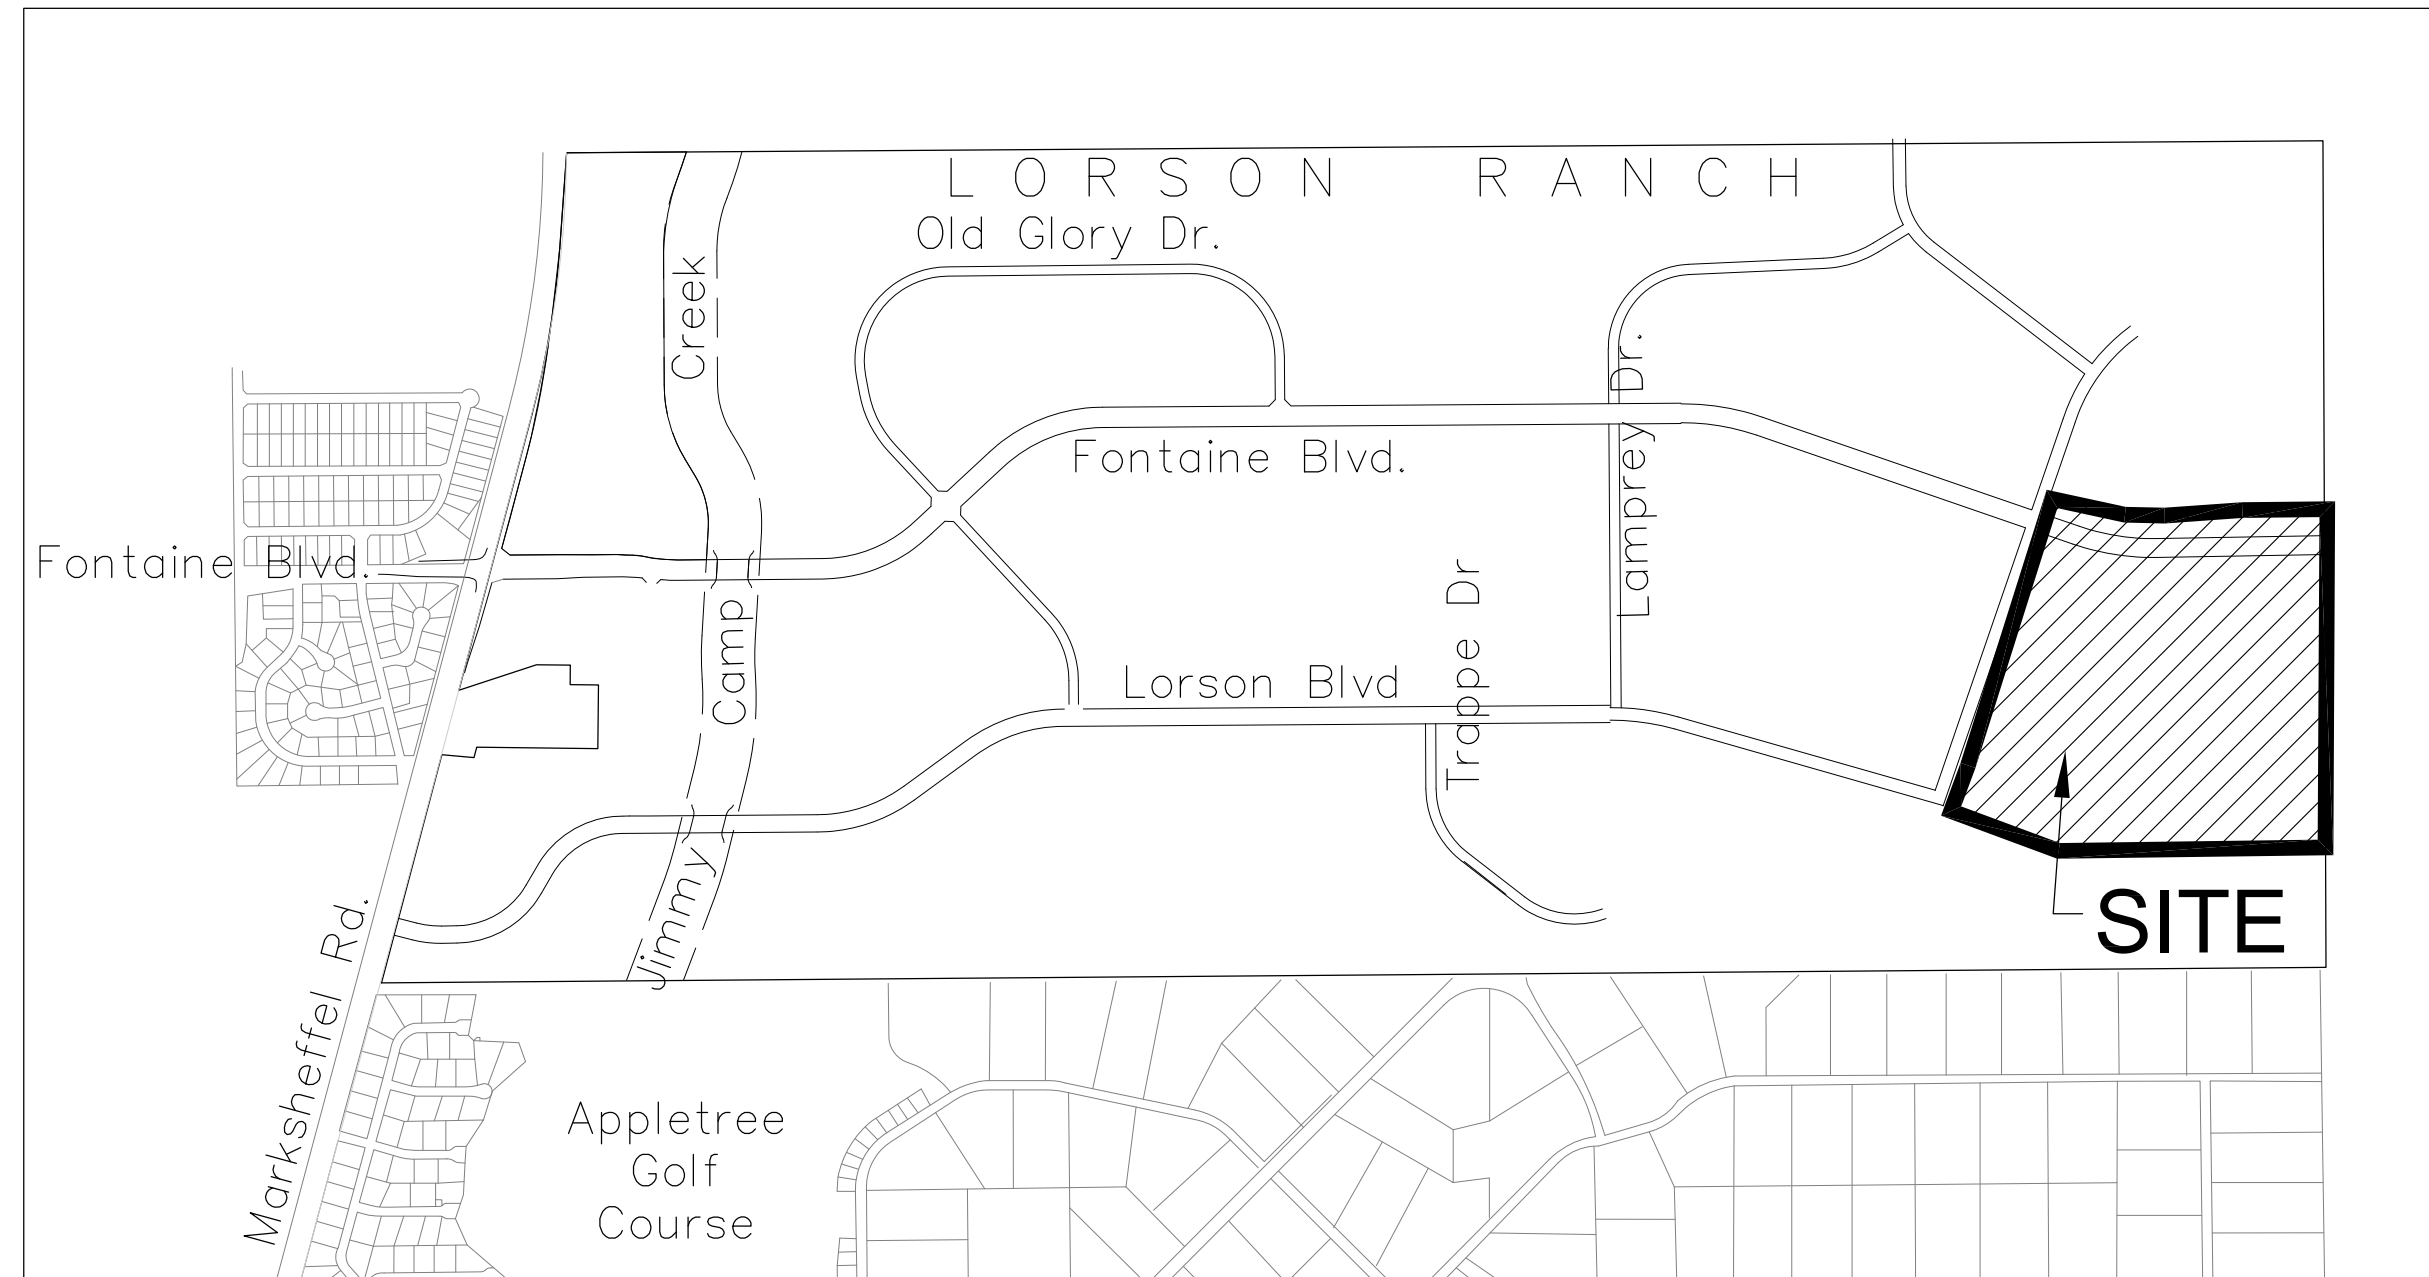 LORSON RANCH
Old Glory Dr.
Creek
Lamprey Dr.
Fontaine Blvd.
Fontaine Blvd.
Trappe Dr
Camp
Lorson Blvd
Jimmy
SITE
Marksheffel Rd.
Appletree
Golf
Course